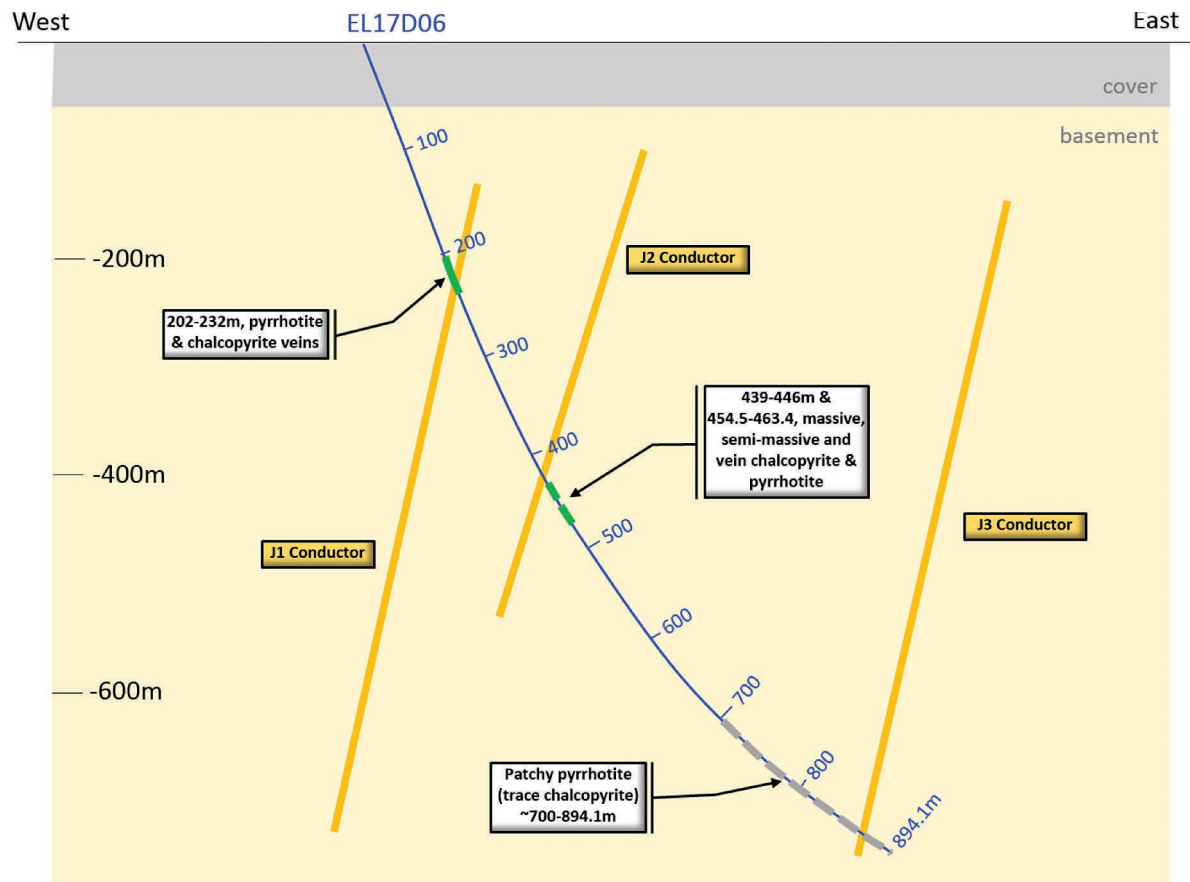 West
EL17D06
East
cover
basement
100
200
-200m
J2 Conductor
J1 Conductor
202-232m, pyrrhotite
& chalcopyrite veins
300
439-446m &
454.5-463.4, massive,
semi-massive and
vein chalcopyrite &
pyrrhotite
400
-400m
500
J3 Conductor
600
-600m
700
Patchy pyrrhotite
(trace chalcopyrite)
~700-894.1m
800
894.1m